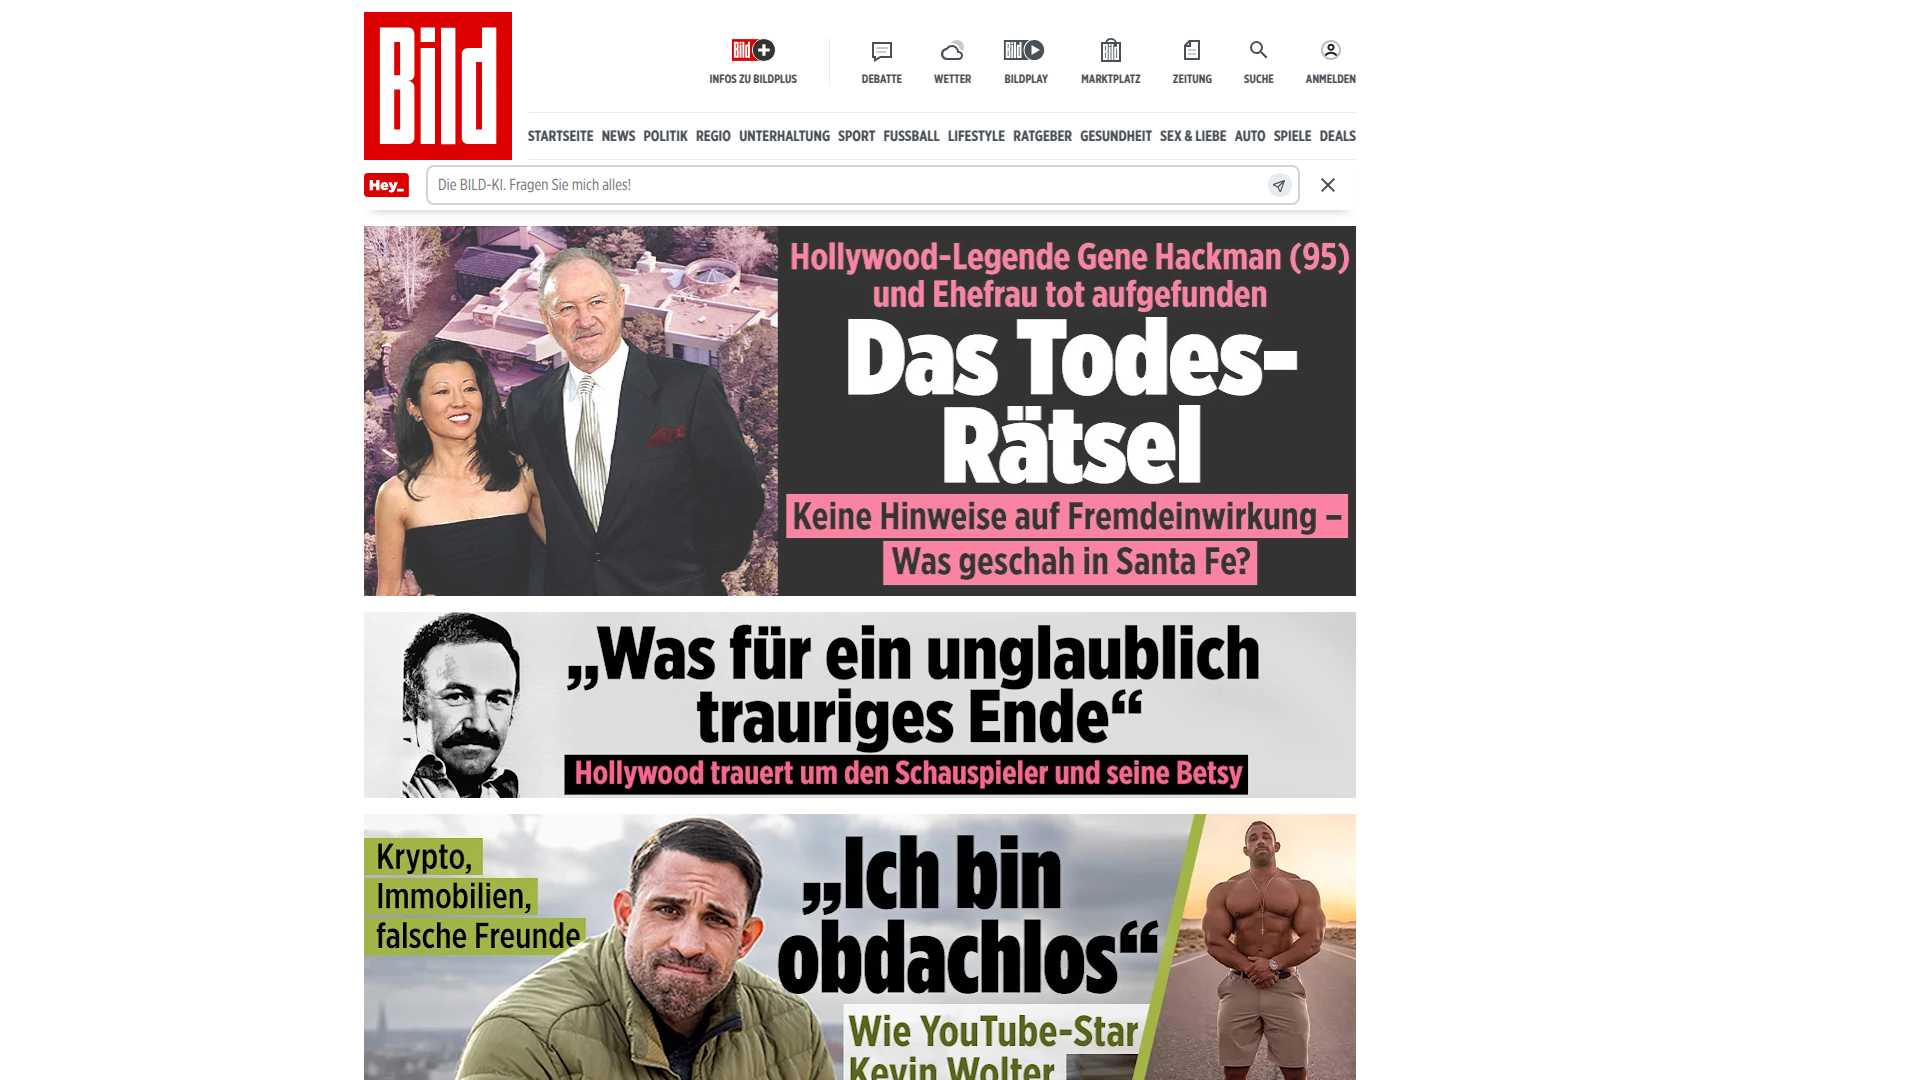 Bild
Bild
INFOS ZU BILDPLUS
DEBATTE
WETTER
Bild
BILDPLAY
Bild
MARKTPLATZ
ZEITUNG
SUCHE
ANMELDEN
STARTSEITE NEWS POLITIK REGIO UNTERHALTUNG SPORT FUSSBALL LIFESTYLE RATGEBER GESUNDHEIT SEX & LIEBE AUTO SPIELE DEALS
Hey_
Die BILD-KI. Fragen Sie mich alles!
Hollywood-Legende Gene Hackman (95)
und Ehefrau tot aufgefunden
Das Todes-
Rätsel
Keine Hinweise auf Fremdeinwirkung –
Was geschah in Santa Fe?
„Was für ein unglaublich
trauriges Ende“
Hollywood trauert um den Schauspieler und seine Betsy
Krypto,
Immobilien,
falsche Freunde
„Ich bin
obdachlos“
Wie YouTube-Star
Kevin Wolter